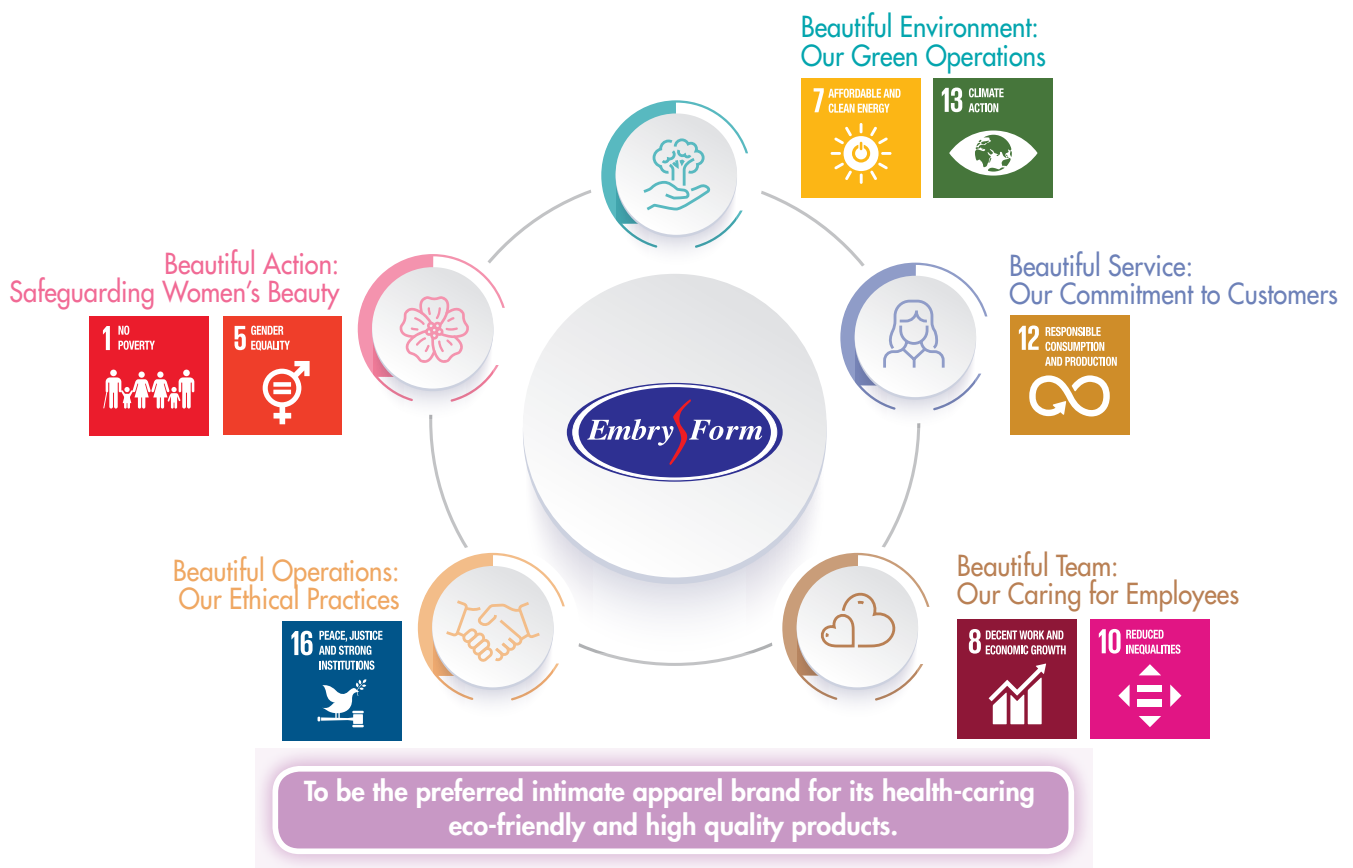 Beautiful Environment:
Our Green Operations
7 AFFORDABLE AND
CLEAN ENERGY
13 CLIMATE
ACTION
Beautiful Action:
Safeguarding Women's Beauty
1 NO
POVERTY
5 GENDER
EQUALITY
Beautiful Service:
Our Commitment to Customers
12 RESPONSIBLE
CONSUMPTION
AND PRODUCTION
Embry Form
Beautiful Operations:
Our Ethical Practices
16 PEACE, JUSTICE
AND STRONG
INSTITUTIONS
Beautiful Team:
Our Caring for Employees
8 DECENT WORK AND
ECONOMIC GROWTH
10 REDUCED
INEQUALITIES
To be the preferred intimate apparel brand for its health-caring
eco-friendly and high quality products.